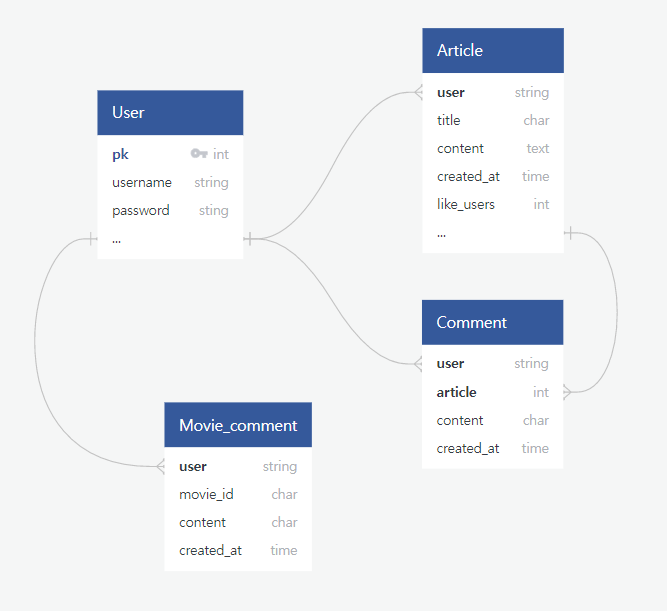 User
pk int
username string
password sting
...
Article
user string
title char
content text
created_at time
like_users int
...
Comment
user string
article int
content char
created_at time
Movie_comment
user string
movie_id char
content char
created_at time